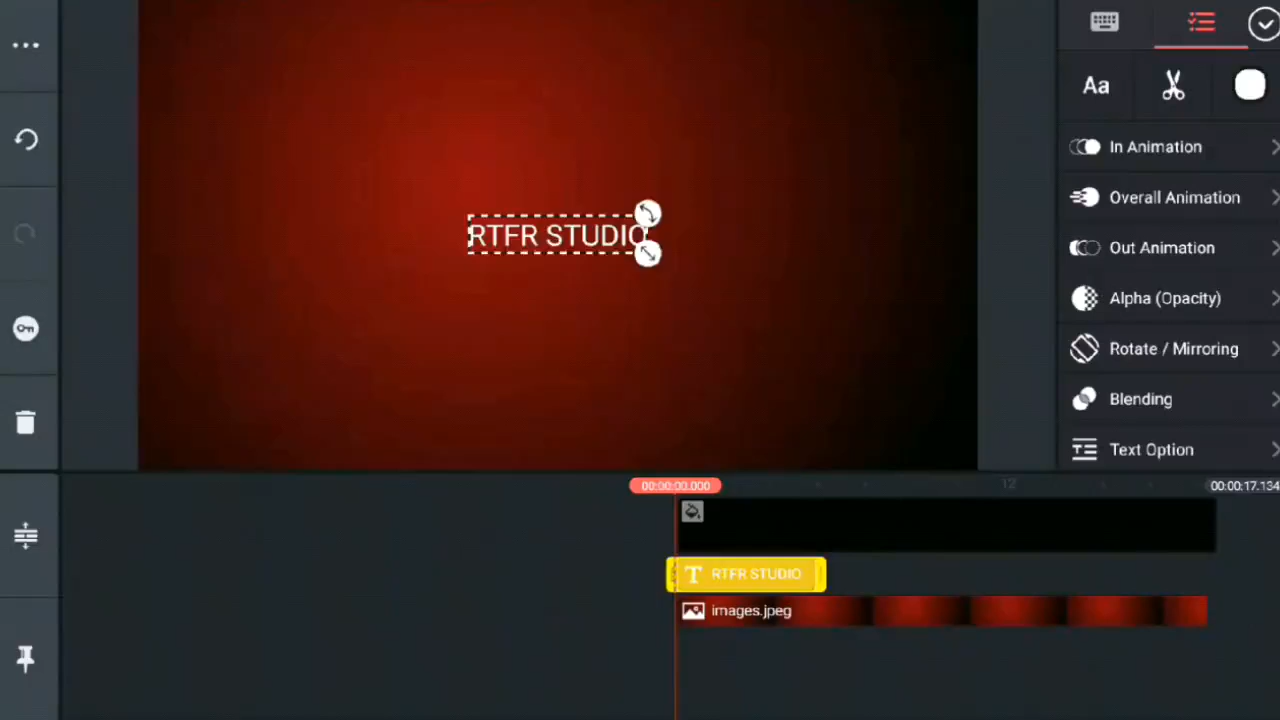 RTFR STUDIO
Aa
In Animation
Overall Animation
Out Animation
Alpha (Opacity)
Rotate / Mirroring
Blending
Text Option
00:00:00.000
12
00:00:17.134
T RTFR STUDIO
images.jpeg